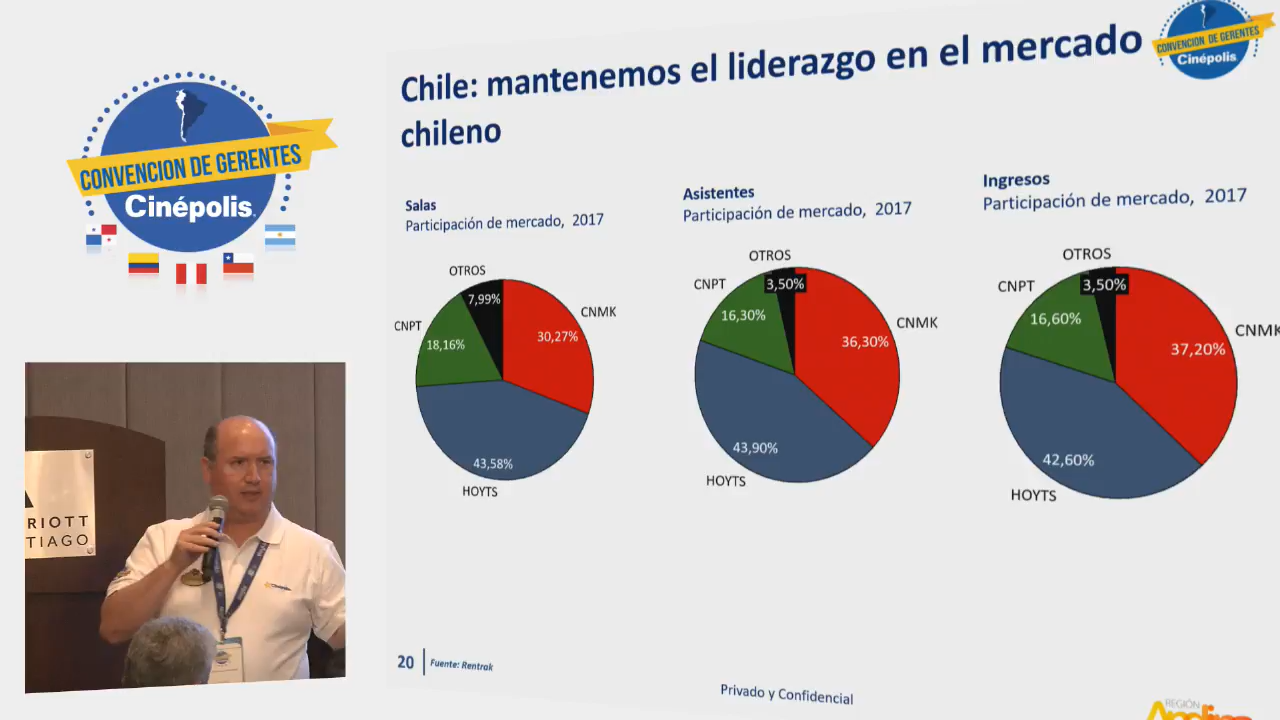 CONVENCION DE GERENTES
Cinépolis
Chile: mantenemos el liderazgo en el mercado
chileno
CONVENCION DE GERENTES
Cinépolis
Salas
Participación de mercado, 2017
OTROS
7,99%
CNMK
30,27%
CNPT
18,16%
43,58%
HOYTS
Asistentes
Participación de mercado, 2017
OTROS
3,50%
CNPT
16,30%
CNMK
36,30%
43,90%
HOYTS
Ingresos
Participación de mercado, 2017
OTROS
3,50%
CNPT
16,60%
CNMK
37,20%
42,60%
HOYTS
RIOTT
TIAGO
20
Fuente: Rentrak
Privado y Confidencial
REGIÓN